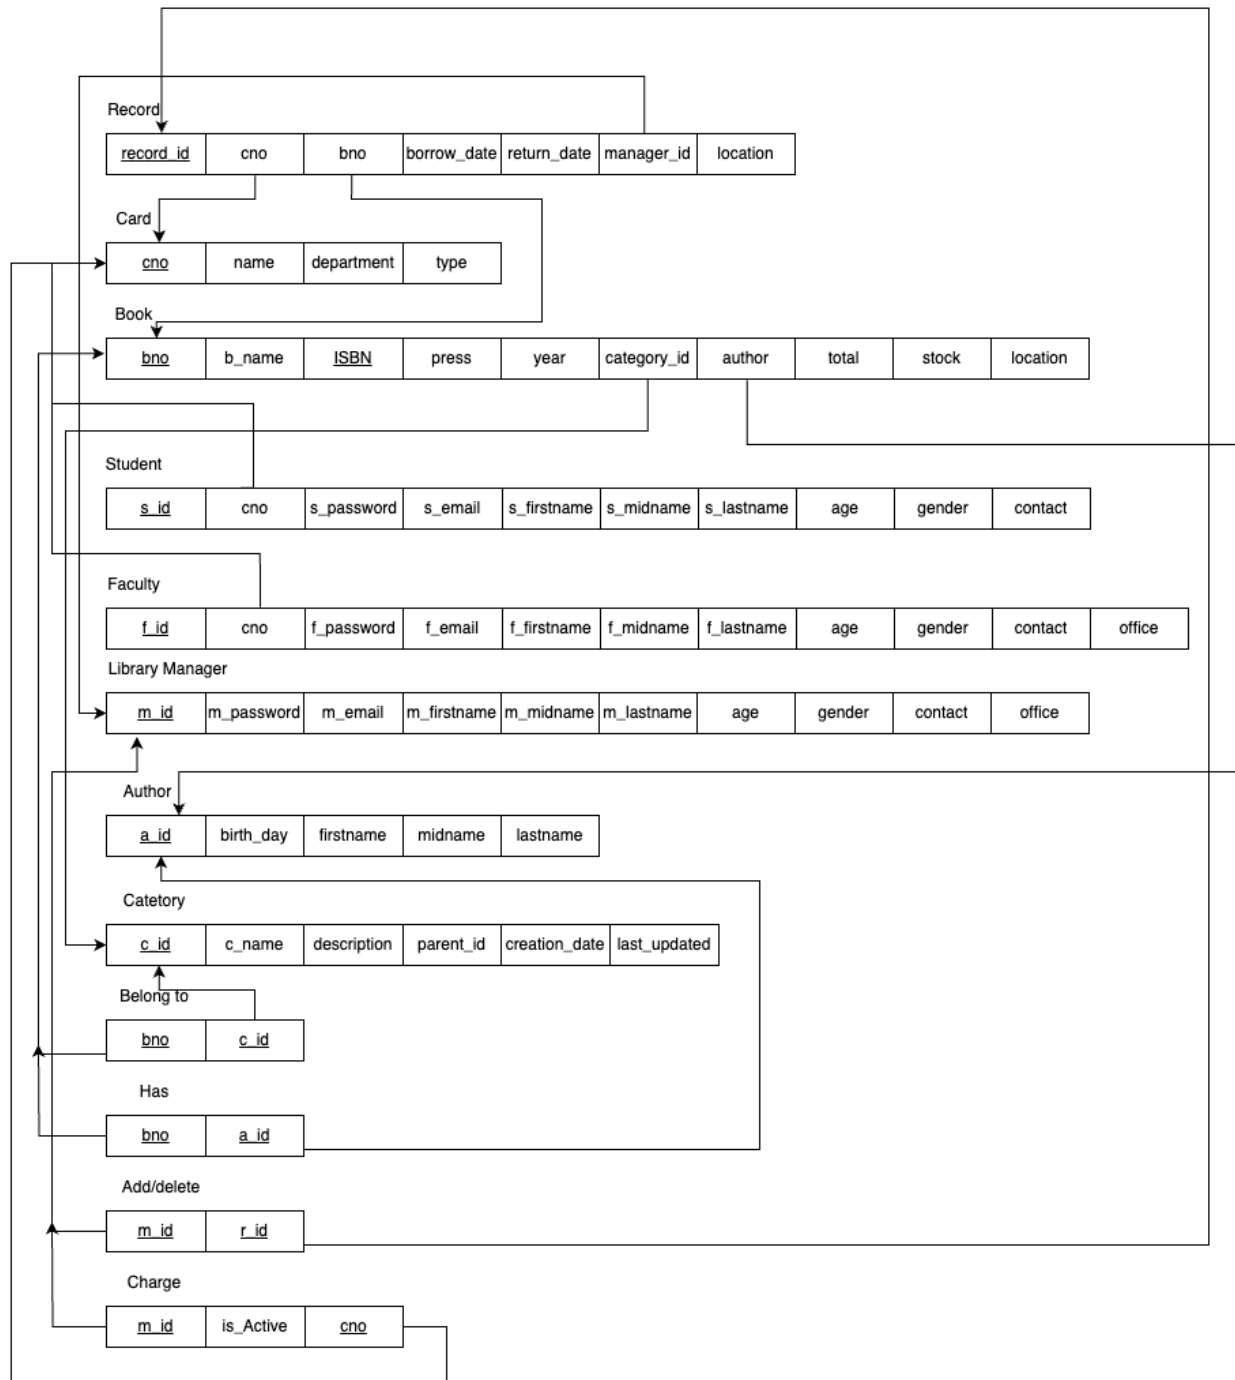 Record
record_id cno bno borrow_date return_date manager_id location
Card
cno name department type
Book
bno b_name ISBN press year category_id author total stock location
Student
s_id cno s_password s_email s_firstname s_midname s_lastname age gender contact
Faculty
f_id cno f_password f_email f_firstname f_midname f_lastname age gender contact office
Library Manager
m_id m_password m_email m_firstname m_midname m_lastname age gender contact office
Author
a_id birth_day firstname midname lastname
Catetory
c_id c_name description parent_id creation_date last_updated
Belong to
bno c_id
Has
bno a_id
Add/delete
m_id r_id
Charge
m_id is_Active cno